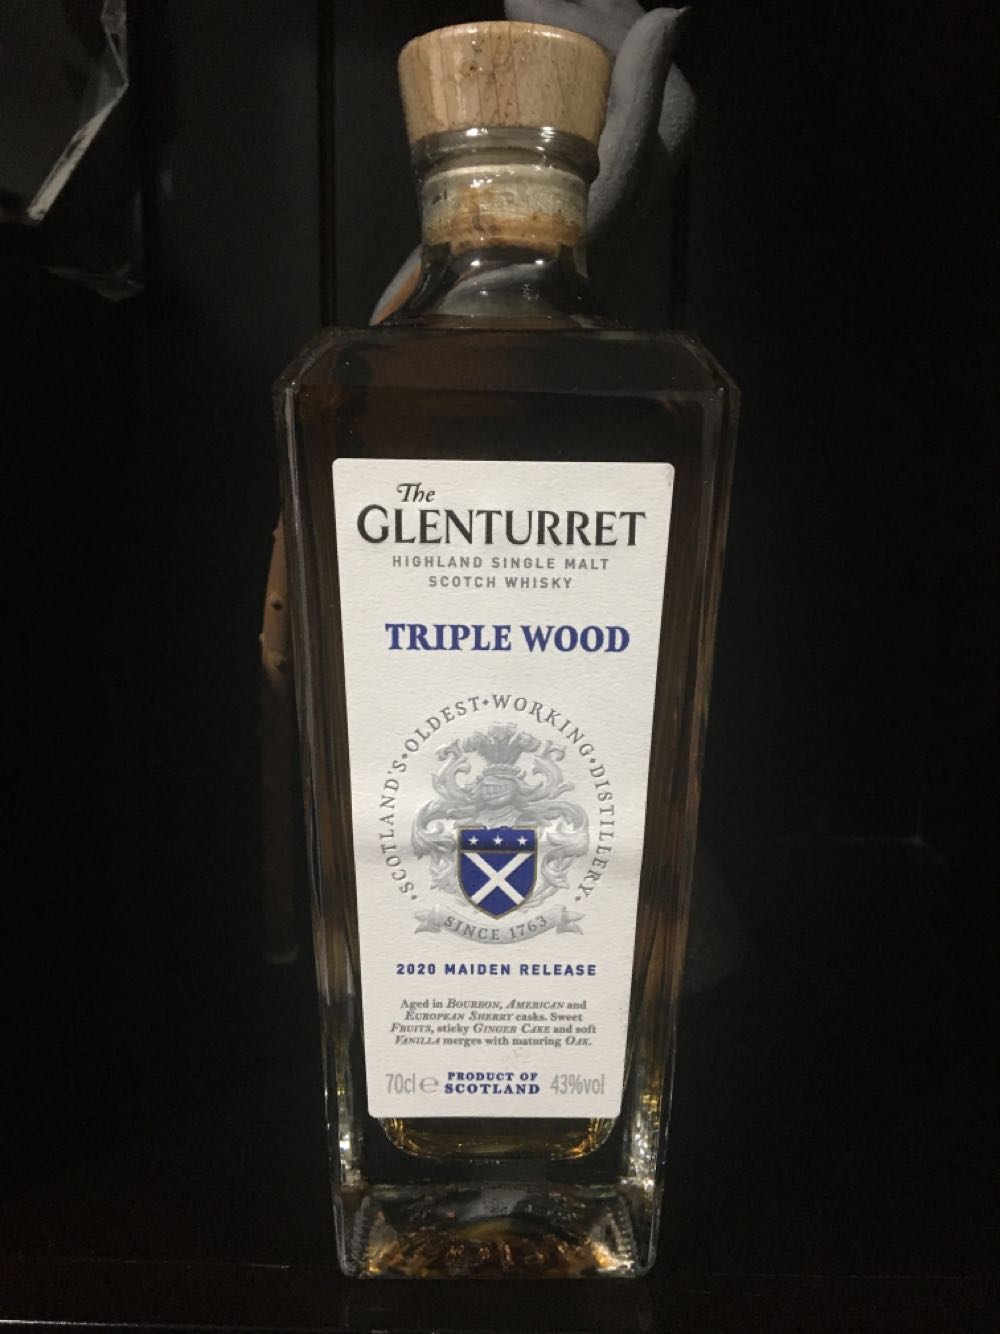 The
GLENTURRET
HIGHLAND SINGLE MALT
SCOTCH WHISKY
TRIPLE WOOD
•SCOTLAND'S•OLDEST•WORKING•DISTILLERY•
SINCE 1763
2020 MAIDEN RELEASE
Aged in BOURBON, AMERICAN and
EUROPEAN SHERRY casks. Sweet
FRUITS, sticky GINGER CAKE and soft
VANILLA merges with maturing OAK.
70cl ℮ PRODUCT OF SCOTLAND 43%vol